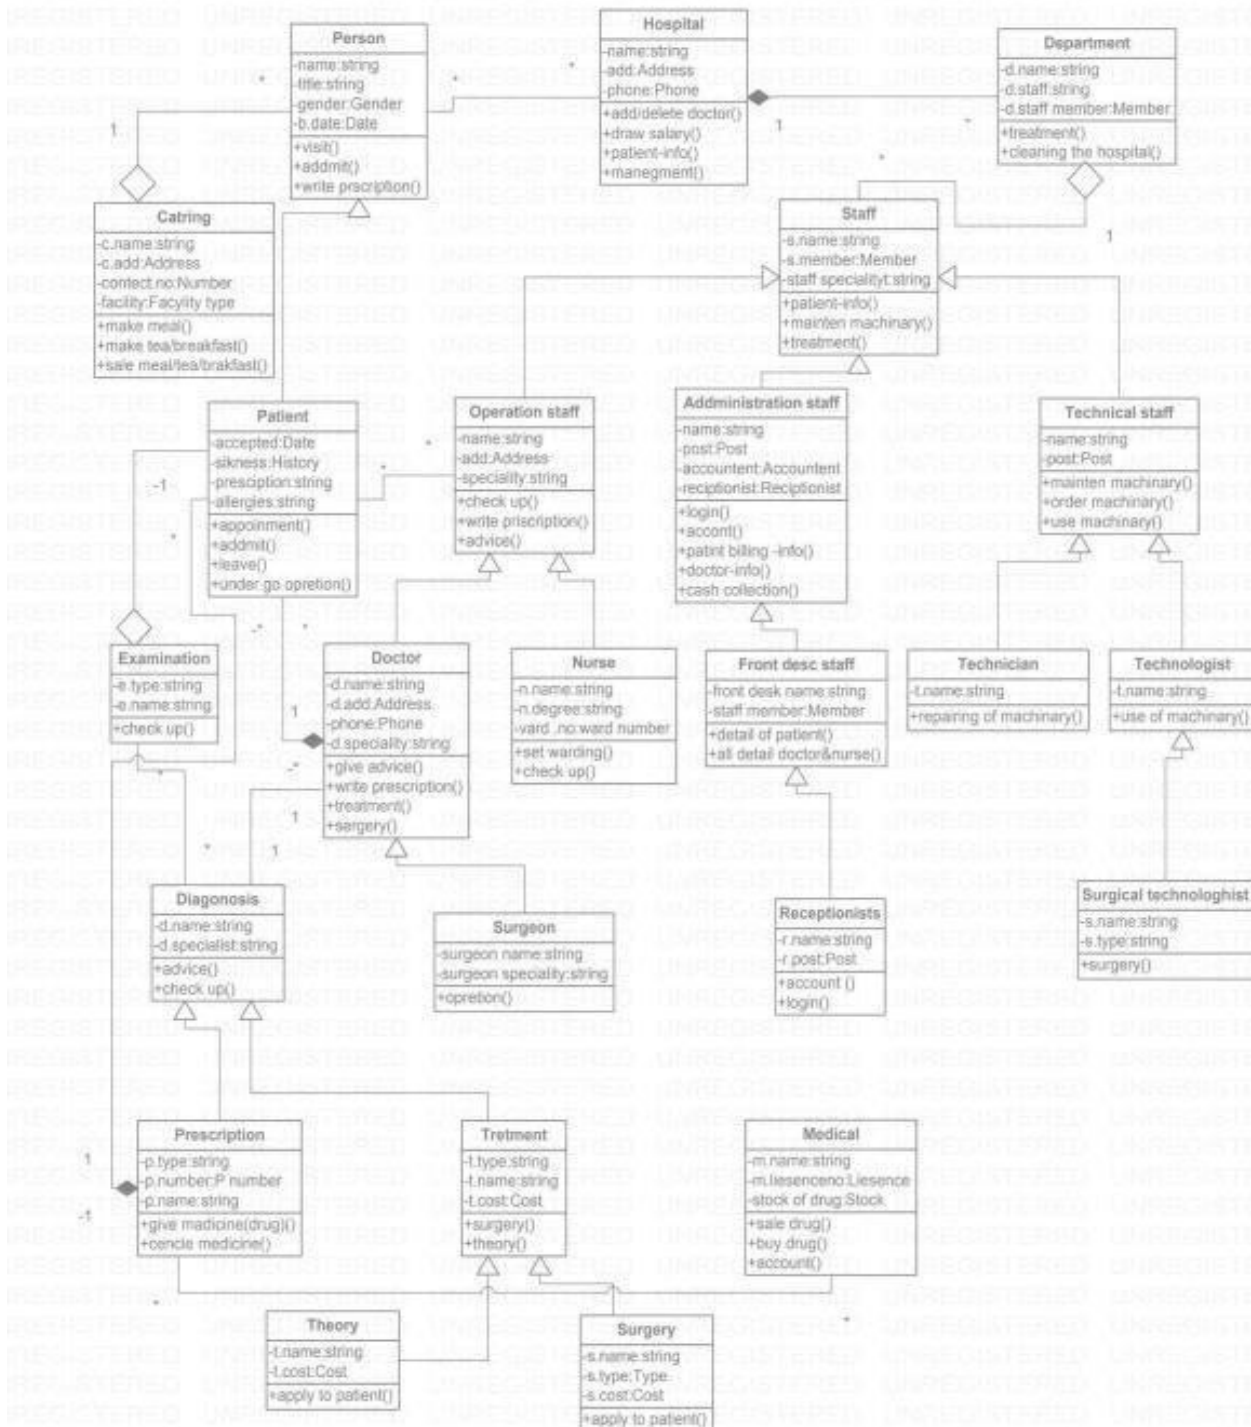 Person
-name:string
-title:string
-gender:Gender
-b.date:Date
+visit()
+addmit()
+write prscription()
Hospital
-name:string
-add:Address
-phone:Phone
+add/delete doctor()
+draw salary()
+patient-info()
+manegment()
Department
-d.name:string
-d.staff:string
-d.staff member:Member
+treatment()
+cleaning the hospital()
Catring
-c.name:string
-c.add:Address
-contect.no:Number
-facility:Facylity type
+make meal()
+make tea/breakfast()
+sale meal/tea/brakfast()
Staff
-s.name:string
-s.member:Member
-staff specialityt:string
+patient-info()
+mainten machinary()
+treatment()
Patient
-accepted:Date
-sikness:History
-presciption:string
-allergies:string
+appoinment()
+addmit()
+leave()
+under go opretion()
Operation staff
-name:string
-add:Address
-speciality:string
+check up()
+write priscription()
+advice()
Addministration staff
-name:string
-post:Post
-accountent:Accountent
-reciptionist:Reciptionist
+login()
+accont()
+patint billing -info()
+doctor-info()
+cash collection()
Technical staff
-name:string
-post:Post
+mainten machinary()
+order machinary()
+use machinary()
Examination
-e.type:string
-e.name:string
+check up()
Doctor
-d.name:string
-d.add:Address
-phone:Phone
-d.speciality:string
+give advice()
+write prescription()
+treatment()
+sargery()
Nurse
-n.name:string
-n.degree:string
-vard .no:ward number
+set warding()
+check up()
Front desc staff
-front desk name:string
-staff member:Member
+detail of patient()
+all detail doctor&nurse()
Technician
-t.name:string
+repairing of machinary()
Technologist
-t.name:string
+use of machinary()
Diagonosis
-d.name:string
-d.specialist:string
+advice()
+check up()
Surgeon
-surgeon name:string
-surgeon speciality:string
+opretion()
Receptionists
-r.name:string
-r.post:Post
+account ()
+login()
Surgical technologhist
-s.name:string
-s.type:string
+surgery()
Prescription
-p.type:string
-p.number:P number
-p.name:string
+give madicine(drug)()
+cencle medicine()
Tretment
-t.type:string
-t.name:string
-t.cost:Cost
+surgery()
+theory()
Medical
-m.name:string
-m.liesenceno:Liesence
-stock of drug:Stock
+sale drug()
+buy drug()
+account()
Theory
-t.name:string
-t.cost:Cost
+apply to patient()
Surgery
-s.name:string
-s.type:Type
-s.cost:Cost
+apply to patient()